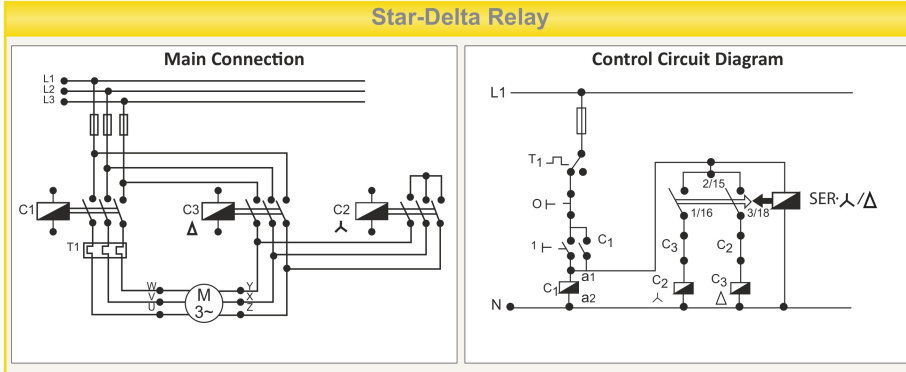 Star-Delta Relay
Main Connection
L1
L2
L3
C1
C3
Δ
C2
T1
W
V
U
M
3~
Y
X
Z
Control Circuit Diagram
L1
T1
2/15
SER·⅄/Δ
O
1/16
3/18
1
C1
C3
C2
a1
C1
C2
⅄
C3
Δ
a2
N